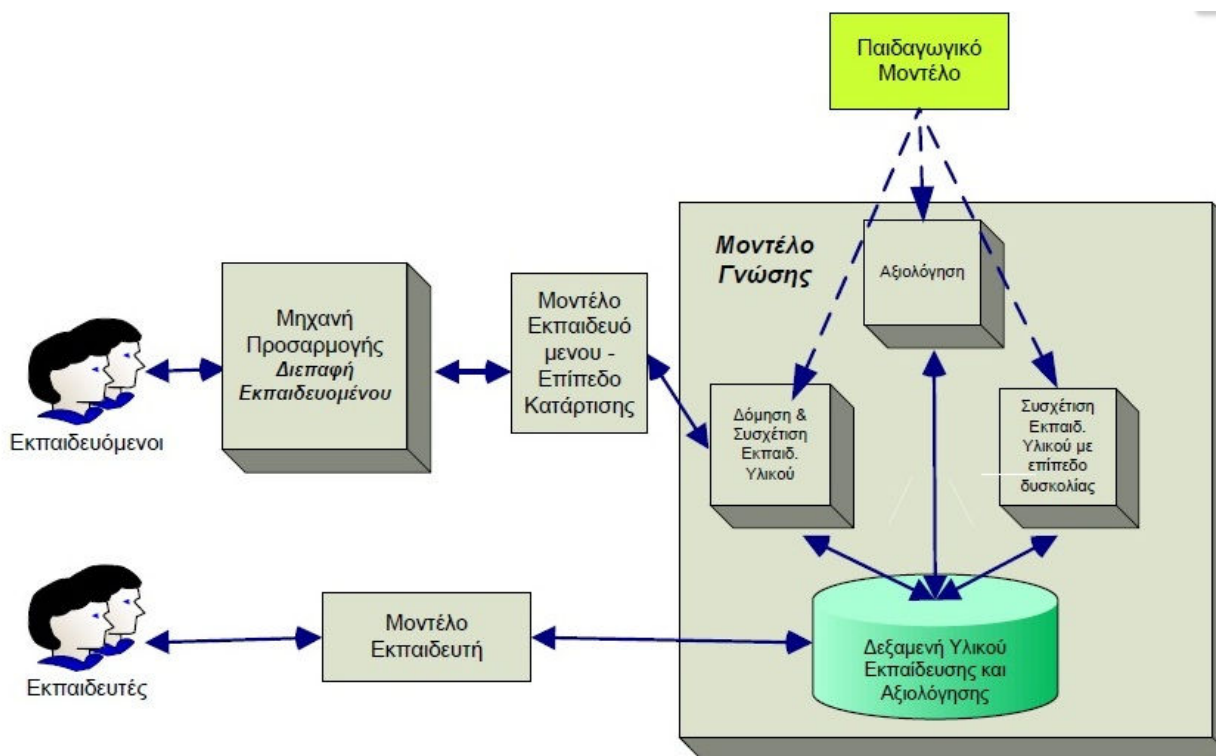 Παιδαγωγικό
Μοντέλο
Μοντέλο
Γνώσης
Αξιολόγηση
Μηχανή
Προσαρμογής
Διεπαφή
Εκπαιδευομένου
Μοντέλο
Εκπαιδευό
μενου -
Επίπεδο
Κατάρτισης
Δόμηση &
Συσχέτιση
Εκπαιδ.
Υλικού
Συσχέτιση
Εκπαιδ.
Υλικού με
επίπεδο
δυσκολίας
Εκπαιδευόμενοι
Μοντέλο
Εκπαιδευτή
Δεξαμενή Υλικού
Εκπαίδευσης και
Αξιολόγησης
Εκπαιδευτές